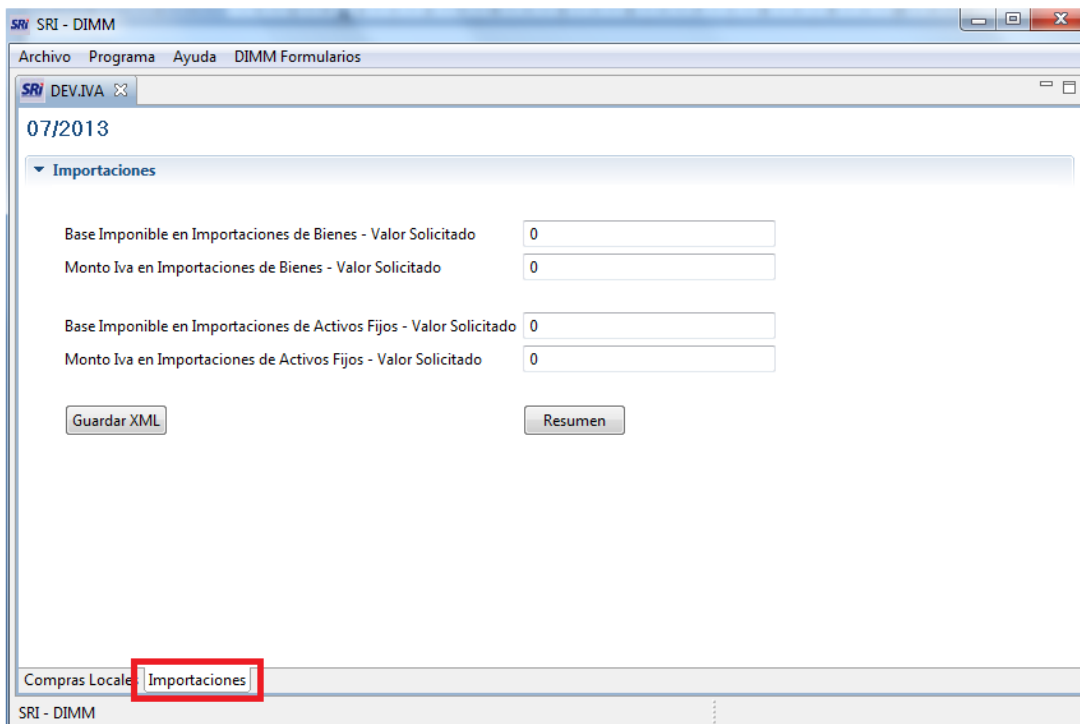 SRi SRI - DIMM
Archivo Programa Ayuda DIMM Formularios
SRi DEV.IVA
07/2013
Importaciones
Base Imponible en Importaciones de Bienes - Valor Solicitado 0
Monto Iva en Importaciones de Bienes - Valor Solicitado 0
Base Imponible en Importaciones de Activos Fijos - Valor Solicitado 0
Monto Iva en Importaciones de Activos Fijos - Valor Solicitado 0
Guardar XML Resumen
Compras Locales Importaciones
SRI - DIMM